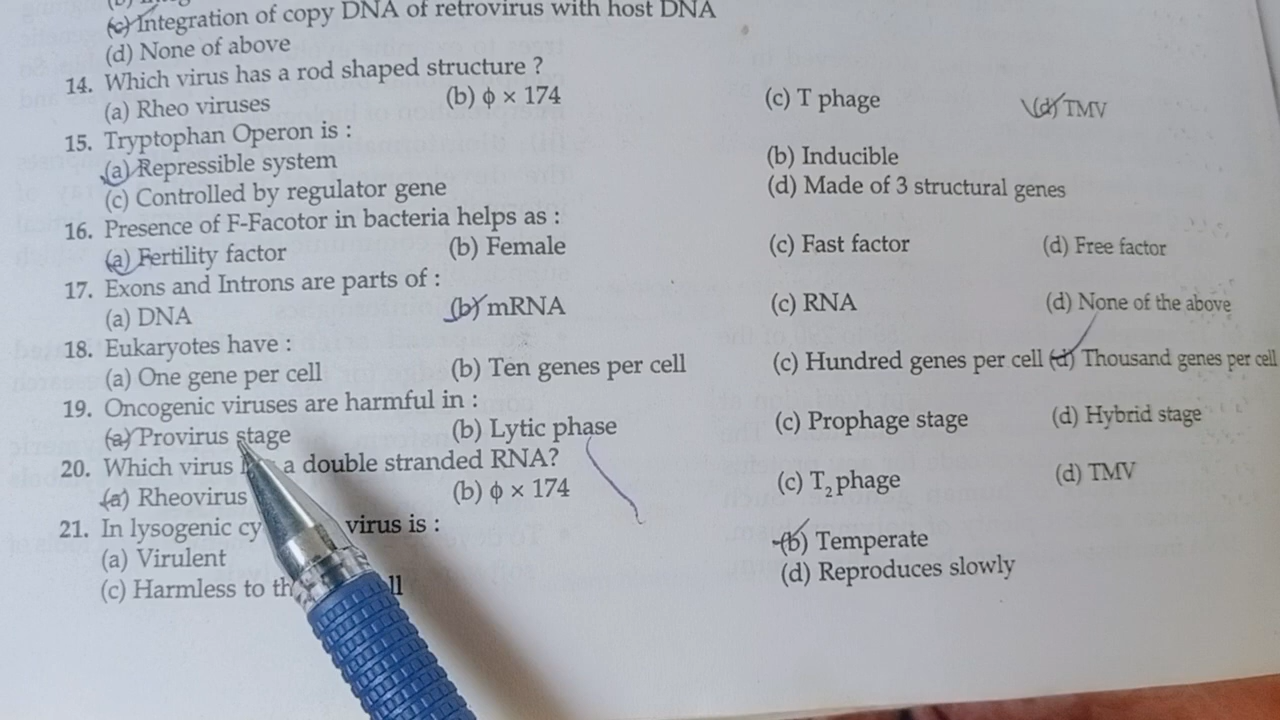 (c) Integration of copy DNA of retrovirus with host DNA
(d) None of above
14. Which virus has a rod shaped structure ?
(a) Rheo viruses (b) ϕ × 174 (c) T phage (d) TMV
15. Tryptophan Operon is :
(a) Repressible system (b) Inducible
(c) Controlled by regulator gene (d) Made of 3 structural genes
16. Presence of F-Facotor in bacteria helps as :
(a) Fertility factor (b) Female (c) Fast factor (d) Free factor
17. Exons and Introns are parts of :
(a) DNA (b) mRNA (c) RNA (d) None of the above
18. Eukaryotes have :
(a) One gene per cell (b) Ten genes per cell (c) Hundred genes per cell (d) Thousand genes per cell
19. Oncogenic viruses are harmful in :
(a) Provirus stage (b) Lytic phase (c) Prophage stage (d) Hybrid stage
20. Which virus a double stranded RNA?
(a) Rheovirus (b) ϕ × 174 (c) T₂ phage (d) TMV
21. In lysogenic virus is :
(a) Virulent (b) Temperate
(c) Harmless to (d) Reproduces slowly